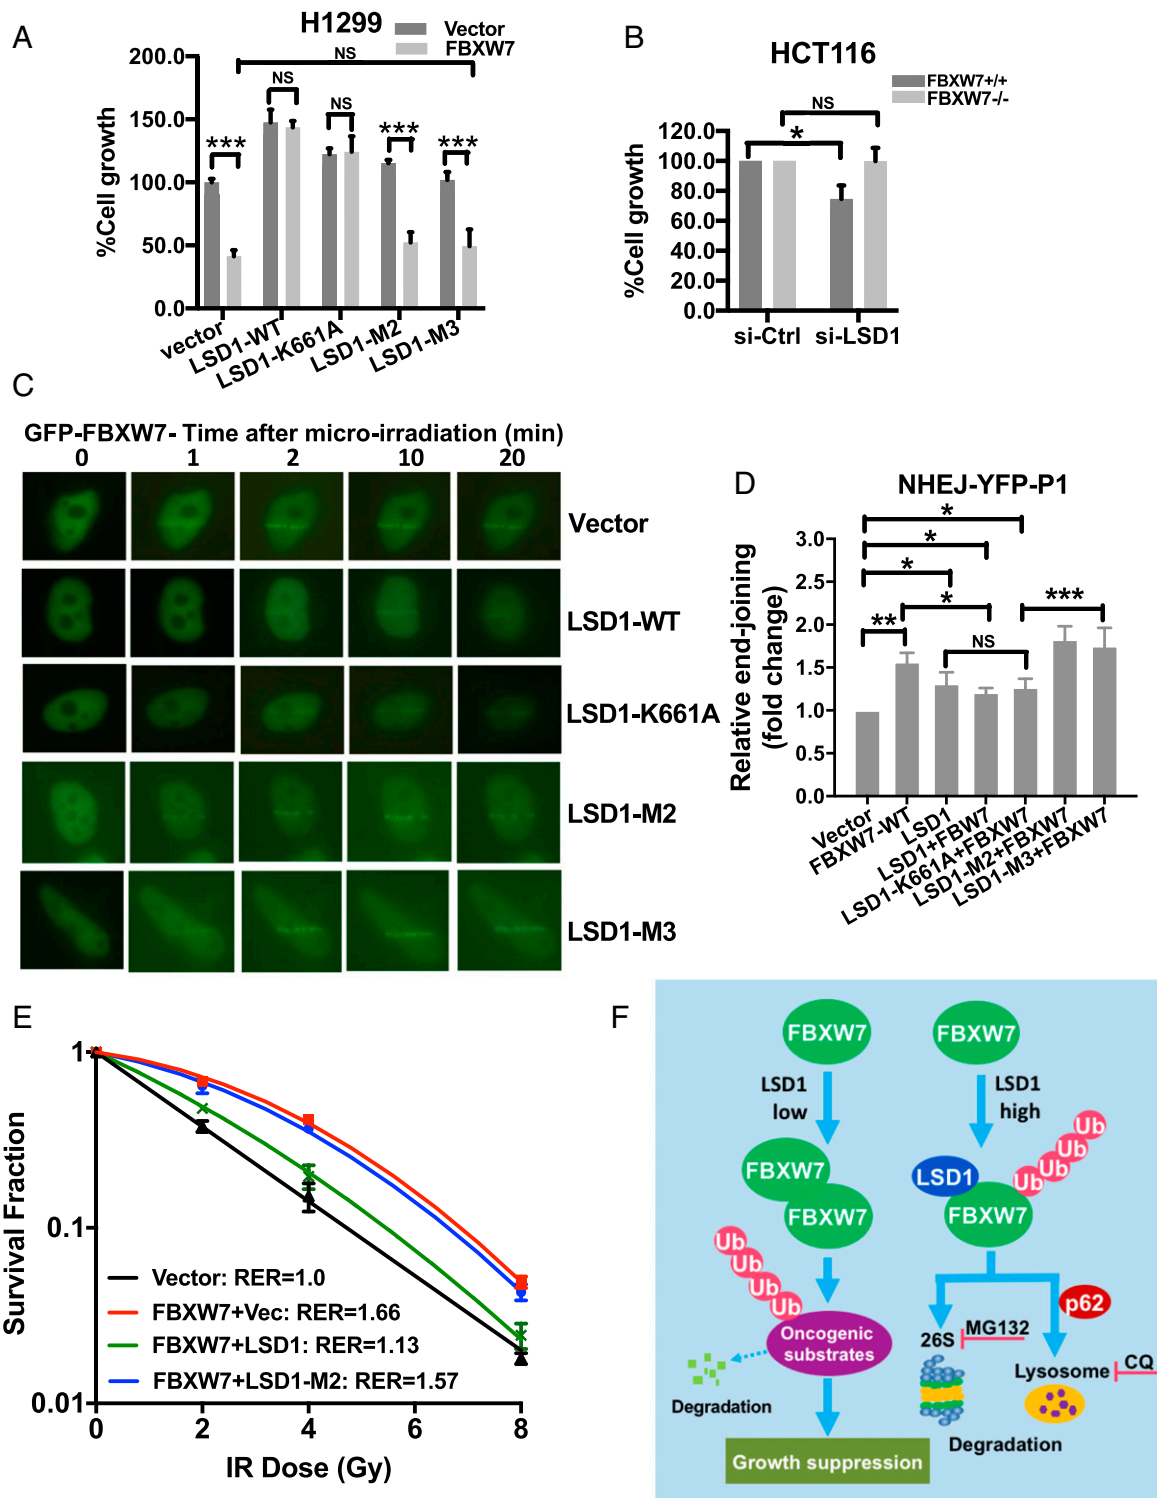 A
H1299
Vector
FBXW7
%Cell growth
200.0
150.0
100.0
50.0
0.0
NS
NS
NS
***
***
***
vector
LSD1-WT
LSD1-K661A
LSD1-M2
LSD1-M3
B
HCT116
FBXW7+/+
FBXW7-/-
%Cell growth
120.0
100.0
80.0
60.0
40.0
20.0
0.0
NS
*
si-Ctrl
si-LSD1
C
GFP-FBXW7- Time after micro-irradiation (min)
0 1 2 10 20
Vector
LSD1-WT
LSD1-K661A
LSD1-M2
LSD1-M3
D
NHEJ-YFP-P1
Relative end-joining
(fold change)
3.0
2.5
2.0
1.5
1.0
0.5
0.0
*
*
*
*
**
NS
***
Vector
FBXW7-WT
LSD1
LSD1+FBW7
LSD1-K661A+FBXW7
LSD1-M2+FBXW7
LSD1-M3+FBXW7
E
Survival Fraction
1
0.1
0.01
Vector: RER=1.0
FBXW7+Vec: RER=1.66
FBXW7+LSD1: RER=1.13
FBXW7+LSD1-M2: RER=1.57
0 2 4 8
IR Dose (Gy)
F
FBXW7
FBXW7
LSD1
low
LSD1
high
FBXW7
FBXW7
LSD1
FBXW7
Ub
Ub
Ub
Ub
Ub
Ub
Ub
Ub
Oncogenic
substrates
Degradation
Growth suppression
p62
26S
MG132
Lysosome
CQ
Degradation